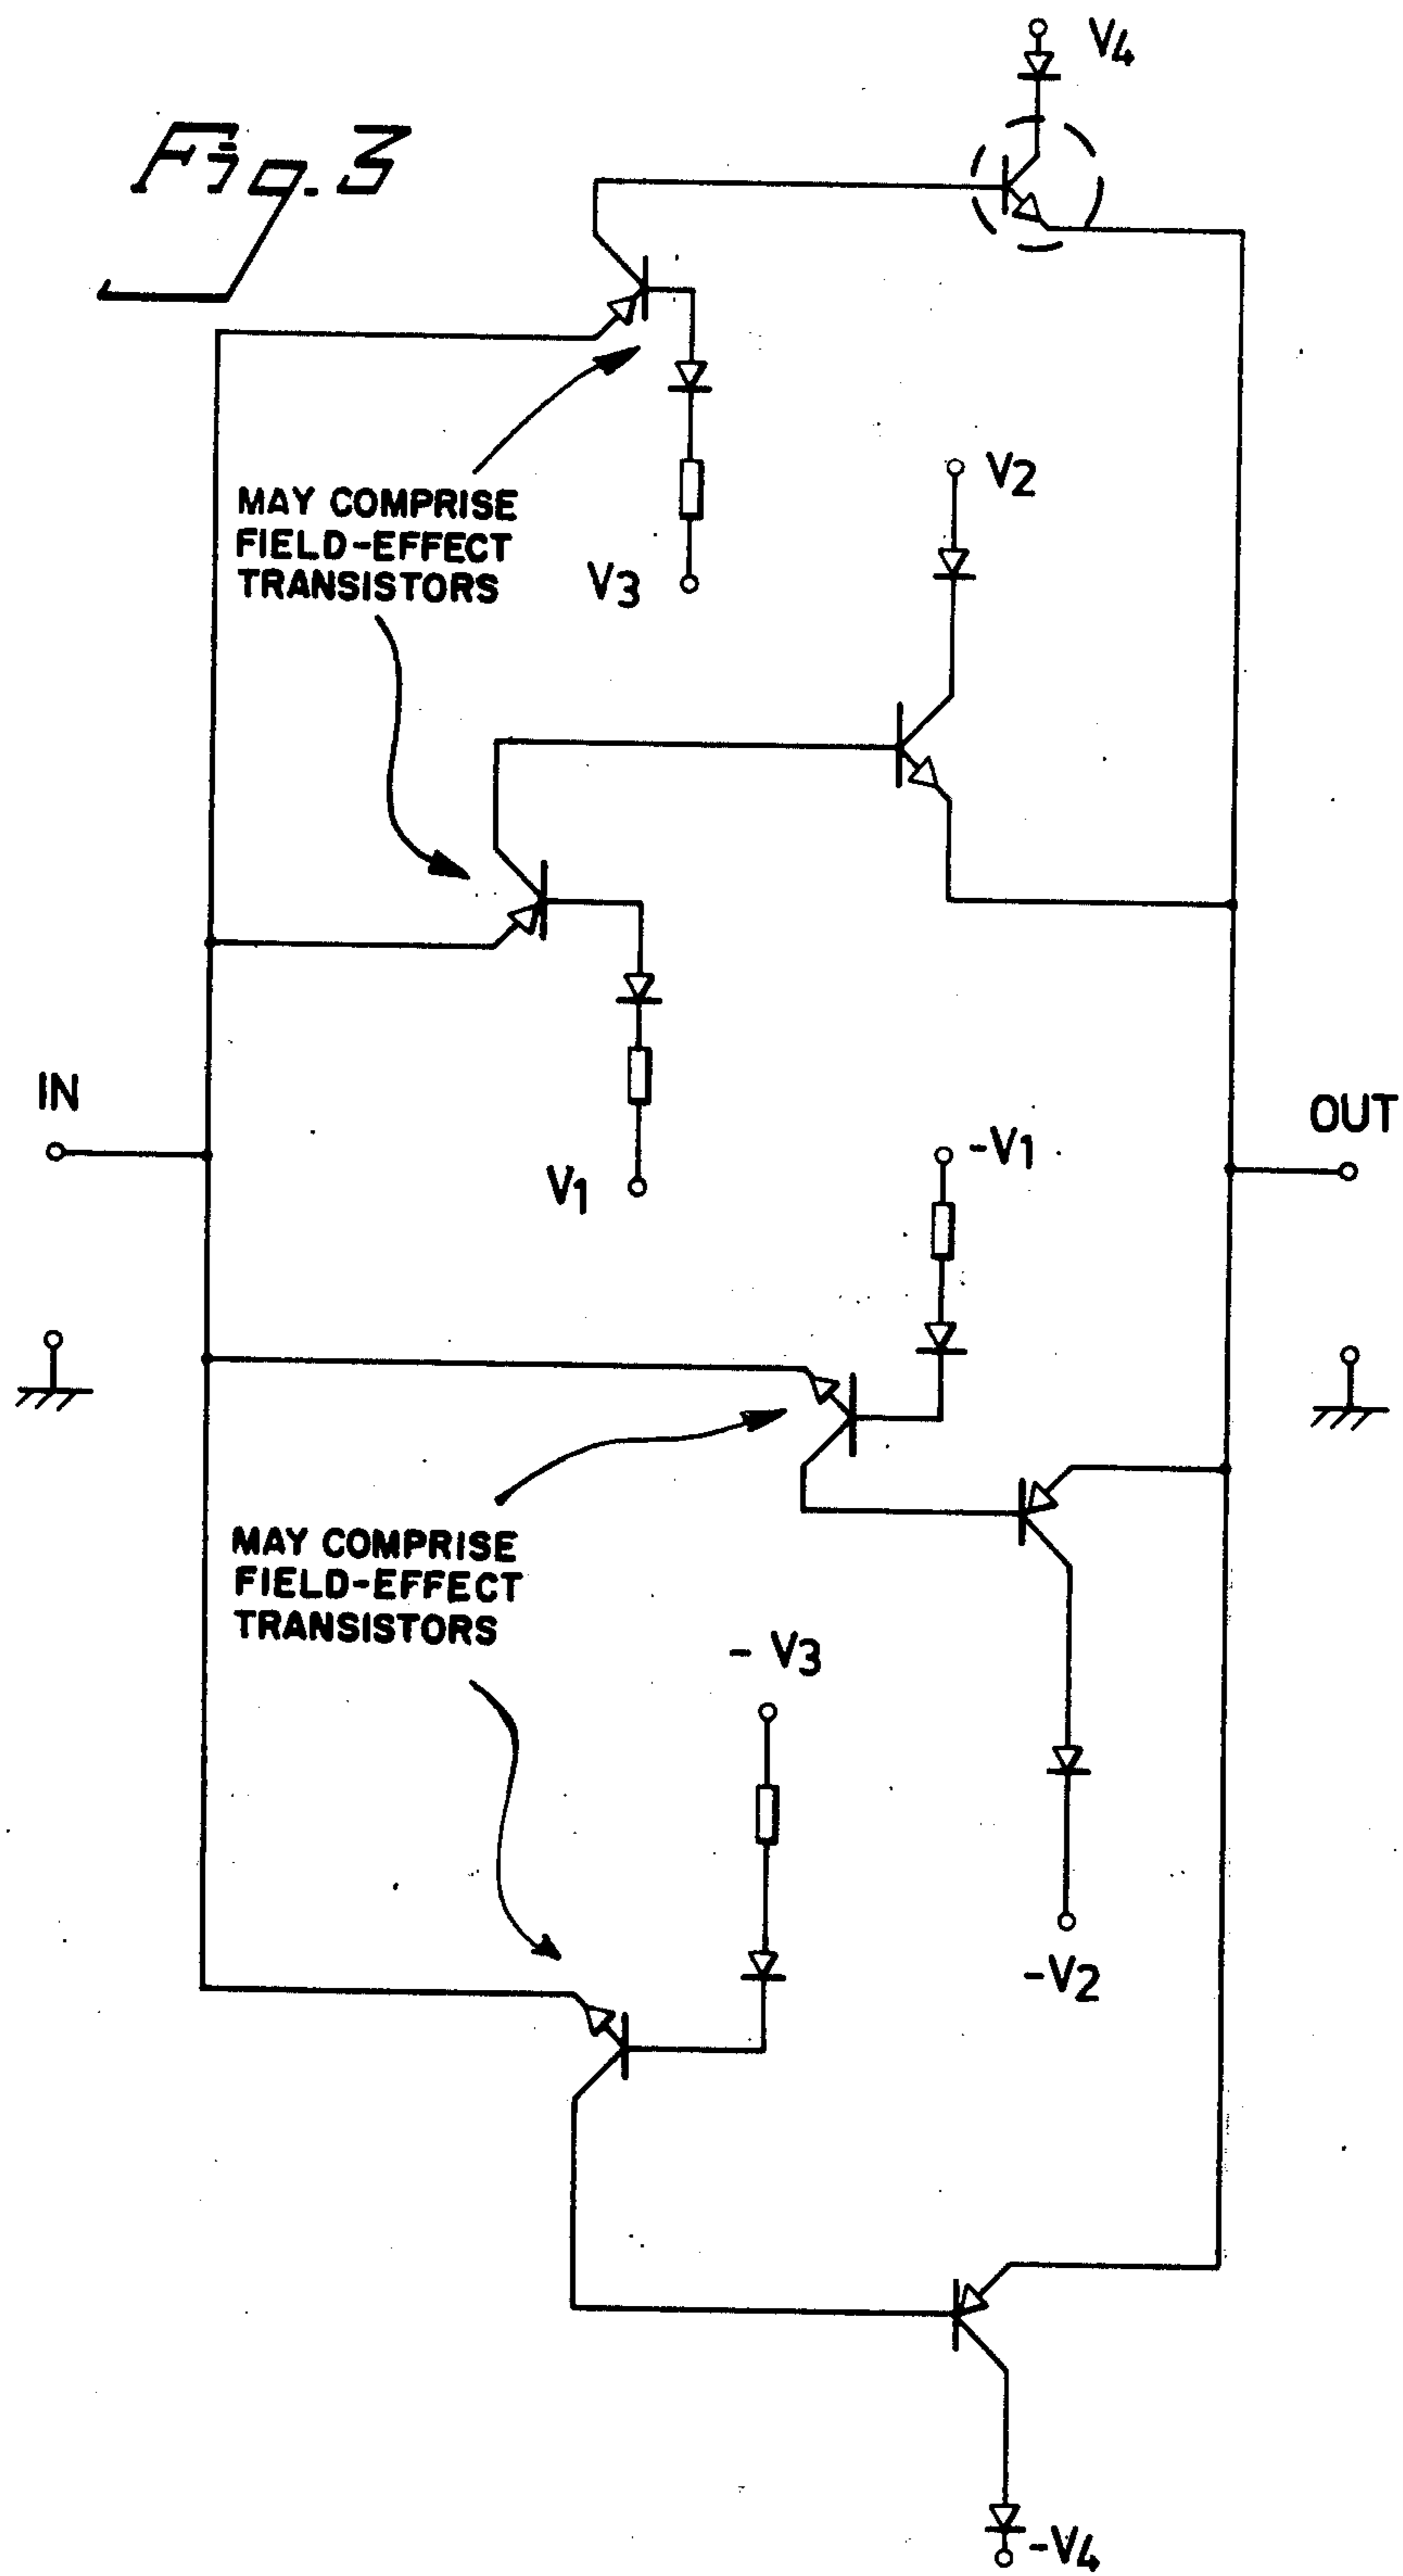 Fig. 3
V4
MAY COMPRISE
FIELD-EFFECT
TRANSISTORS
V3
V2
IN
V1
-V1
OUT
MAY COMPRISE
FIELD-EFFECT
TRANSISTORS
- V3
-V2
-V4